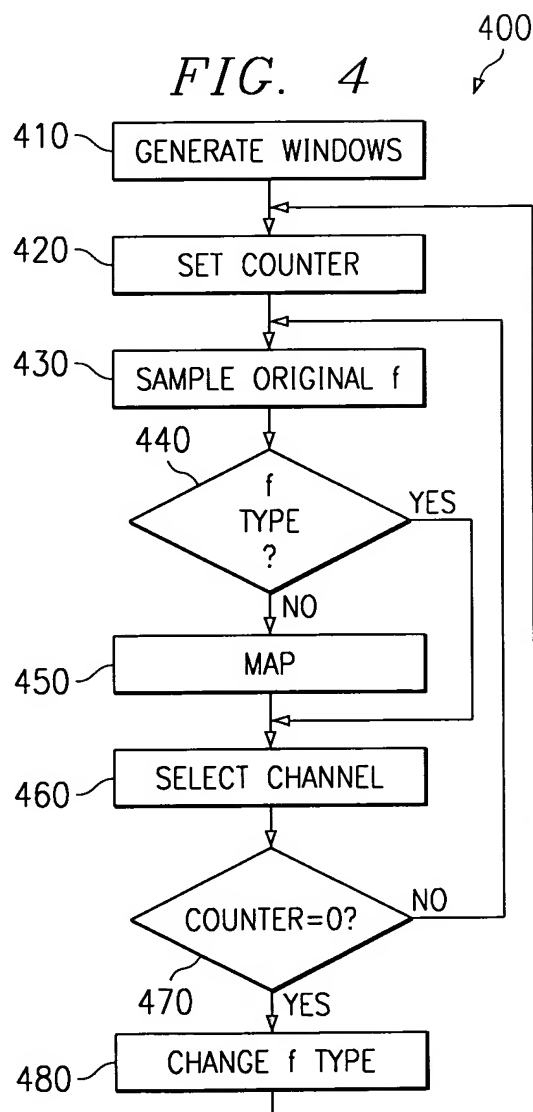 FIG. 4
400
410
GENERATE WINDOWS
420
SET COUNTER
430
SAMPLE ORIGINAL f
440
f
TYPE
?
YES
NO
450
MAP
460
SELECT CHANNEL
COUNTER=0?
NO
470
YES
480
CHANGE f TYPE